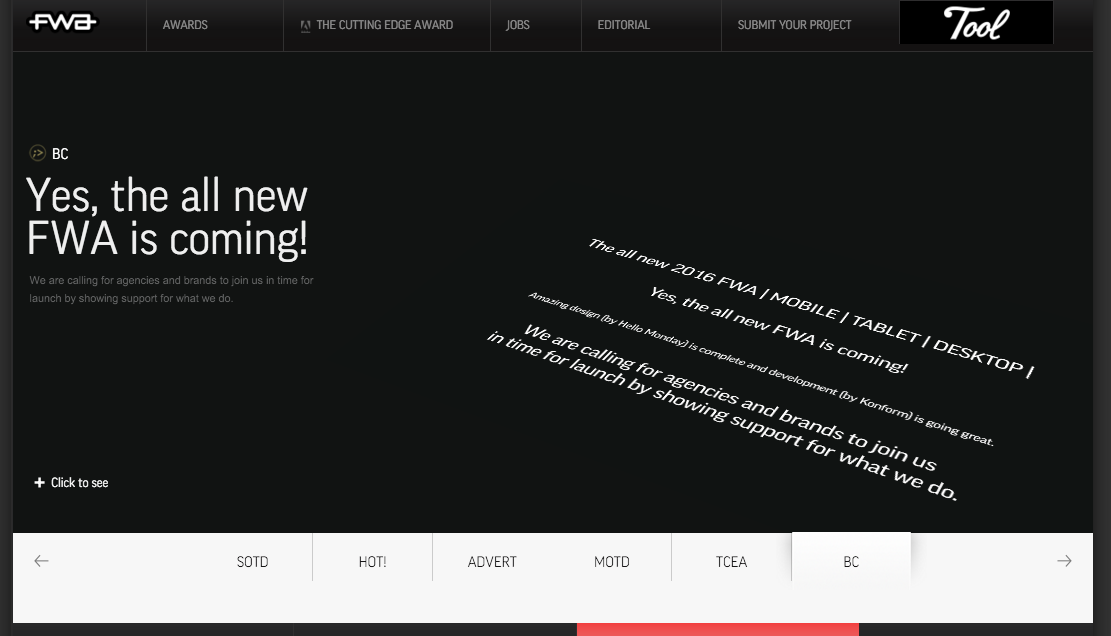 fwa
AWARDS
THE CUTTING EDGE AWARD
JOBS
EDITORIAL
SUBMIT YOUR PROJECT
Tool
BC
Yes, the all new
FWA is coming!
We are calling for agencies and brands to join us in time for
launch by showing support for what we do.
The all new 2016 FWA | MOBILE | TABLET | DESKTOP |
Yes, the all new FWA is coming!
Amazing design (by Hello Monday) is complete and development (by Konform) is going great.
We are calling for agencies and brands to join us
in time for launch by showing support for what we do.
+ Click to see
← SOTD HOT! ADVERT MOTD TCEA BC →